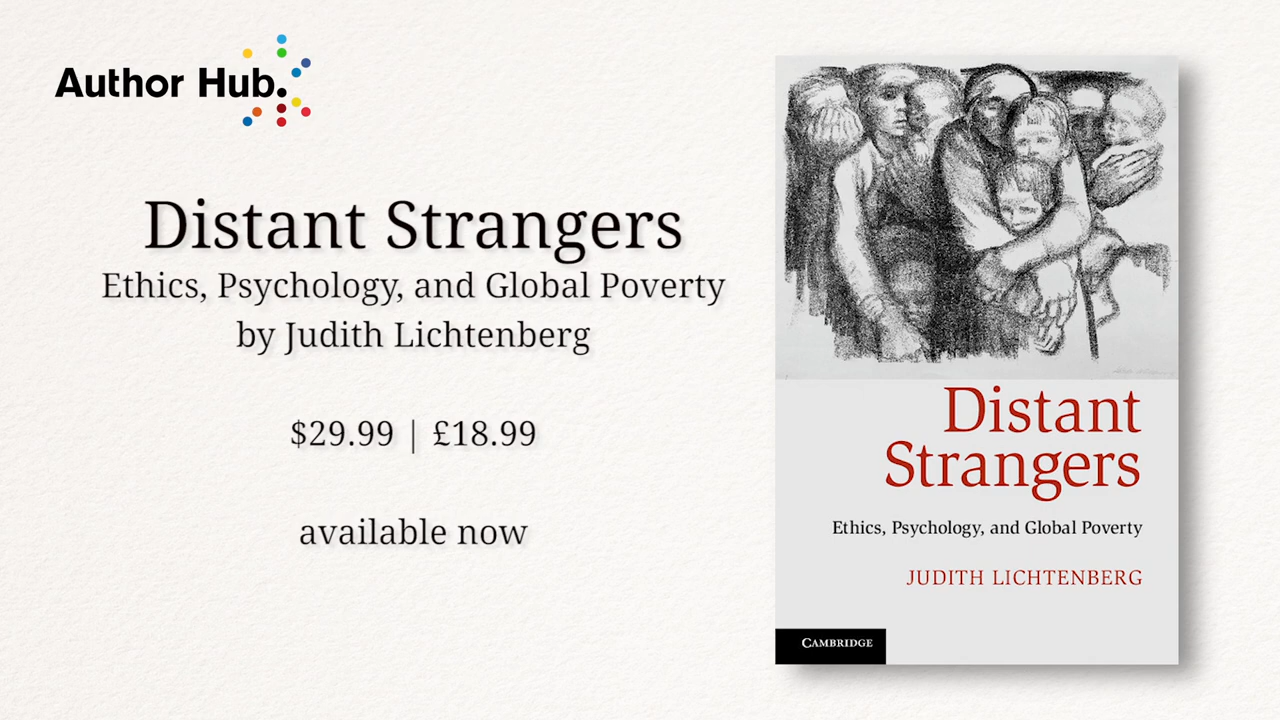 Author Hub.
Distant Strangers
Ethics, Psychology, and Global Poverty
by Judith Lichtenberg
$29.99 | £18.99
available now
Distant
Strangers
Ethics, Psychology, and Global Poverty
JUDITH LICHTENBERG
CAMBRIDGE